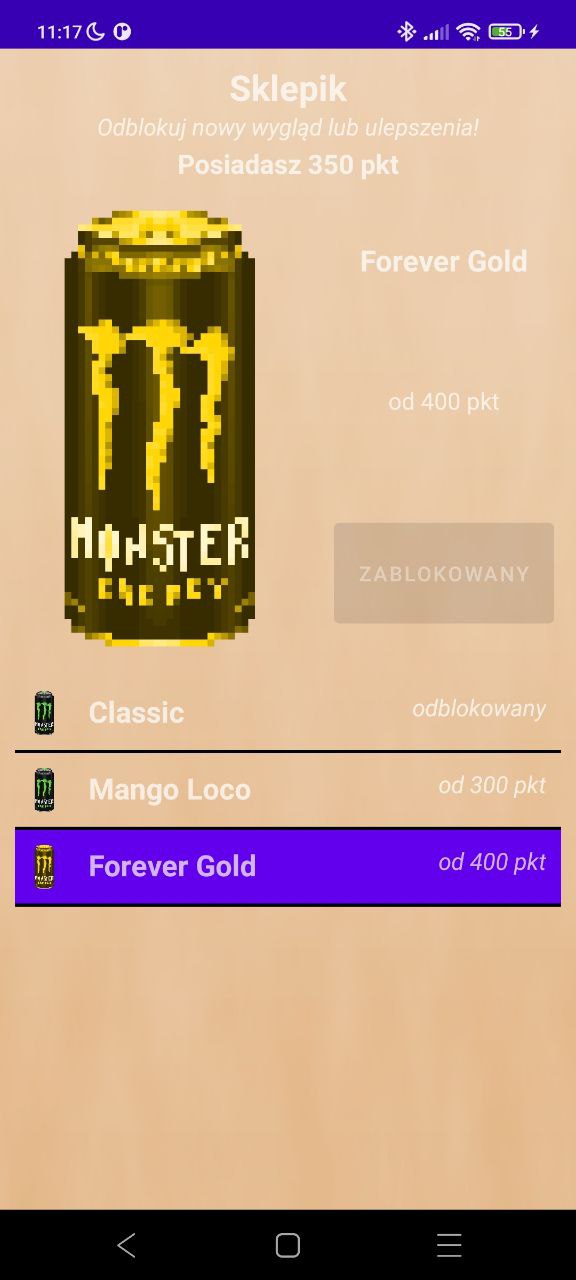 11:17
55
Sklepik
Odblokuj nowy wygląd lub ulepszenia!
Posiadasz 350 pkt
Forever Gold
od 400 pkt
MONSTER
ENERGY
ZABLOKOWANY
Classic odblokowany
Mango Loco od 300 pkt
Forever Gold od 400 pkt